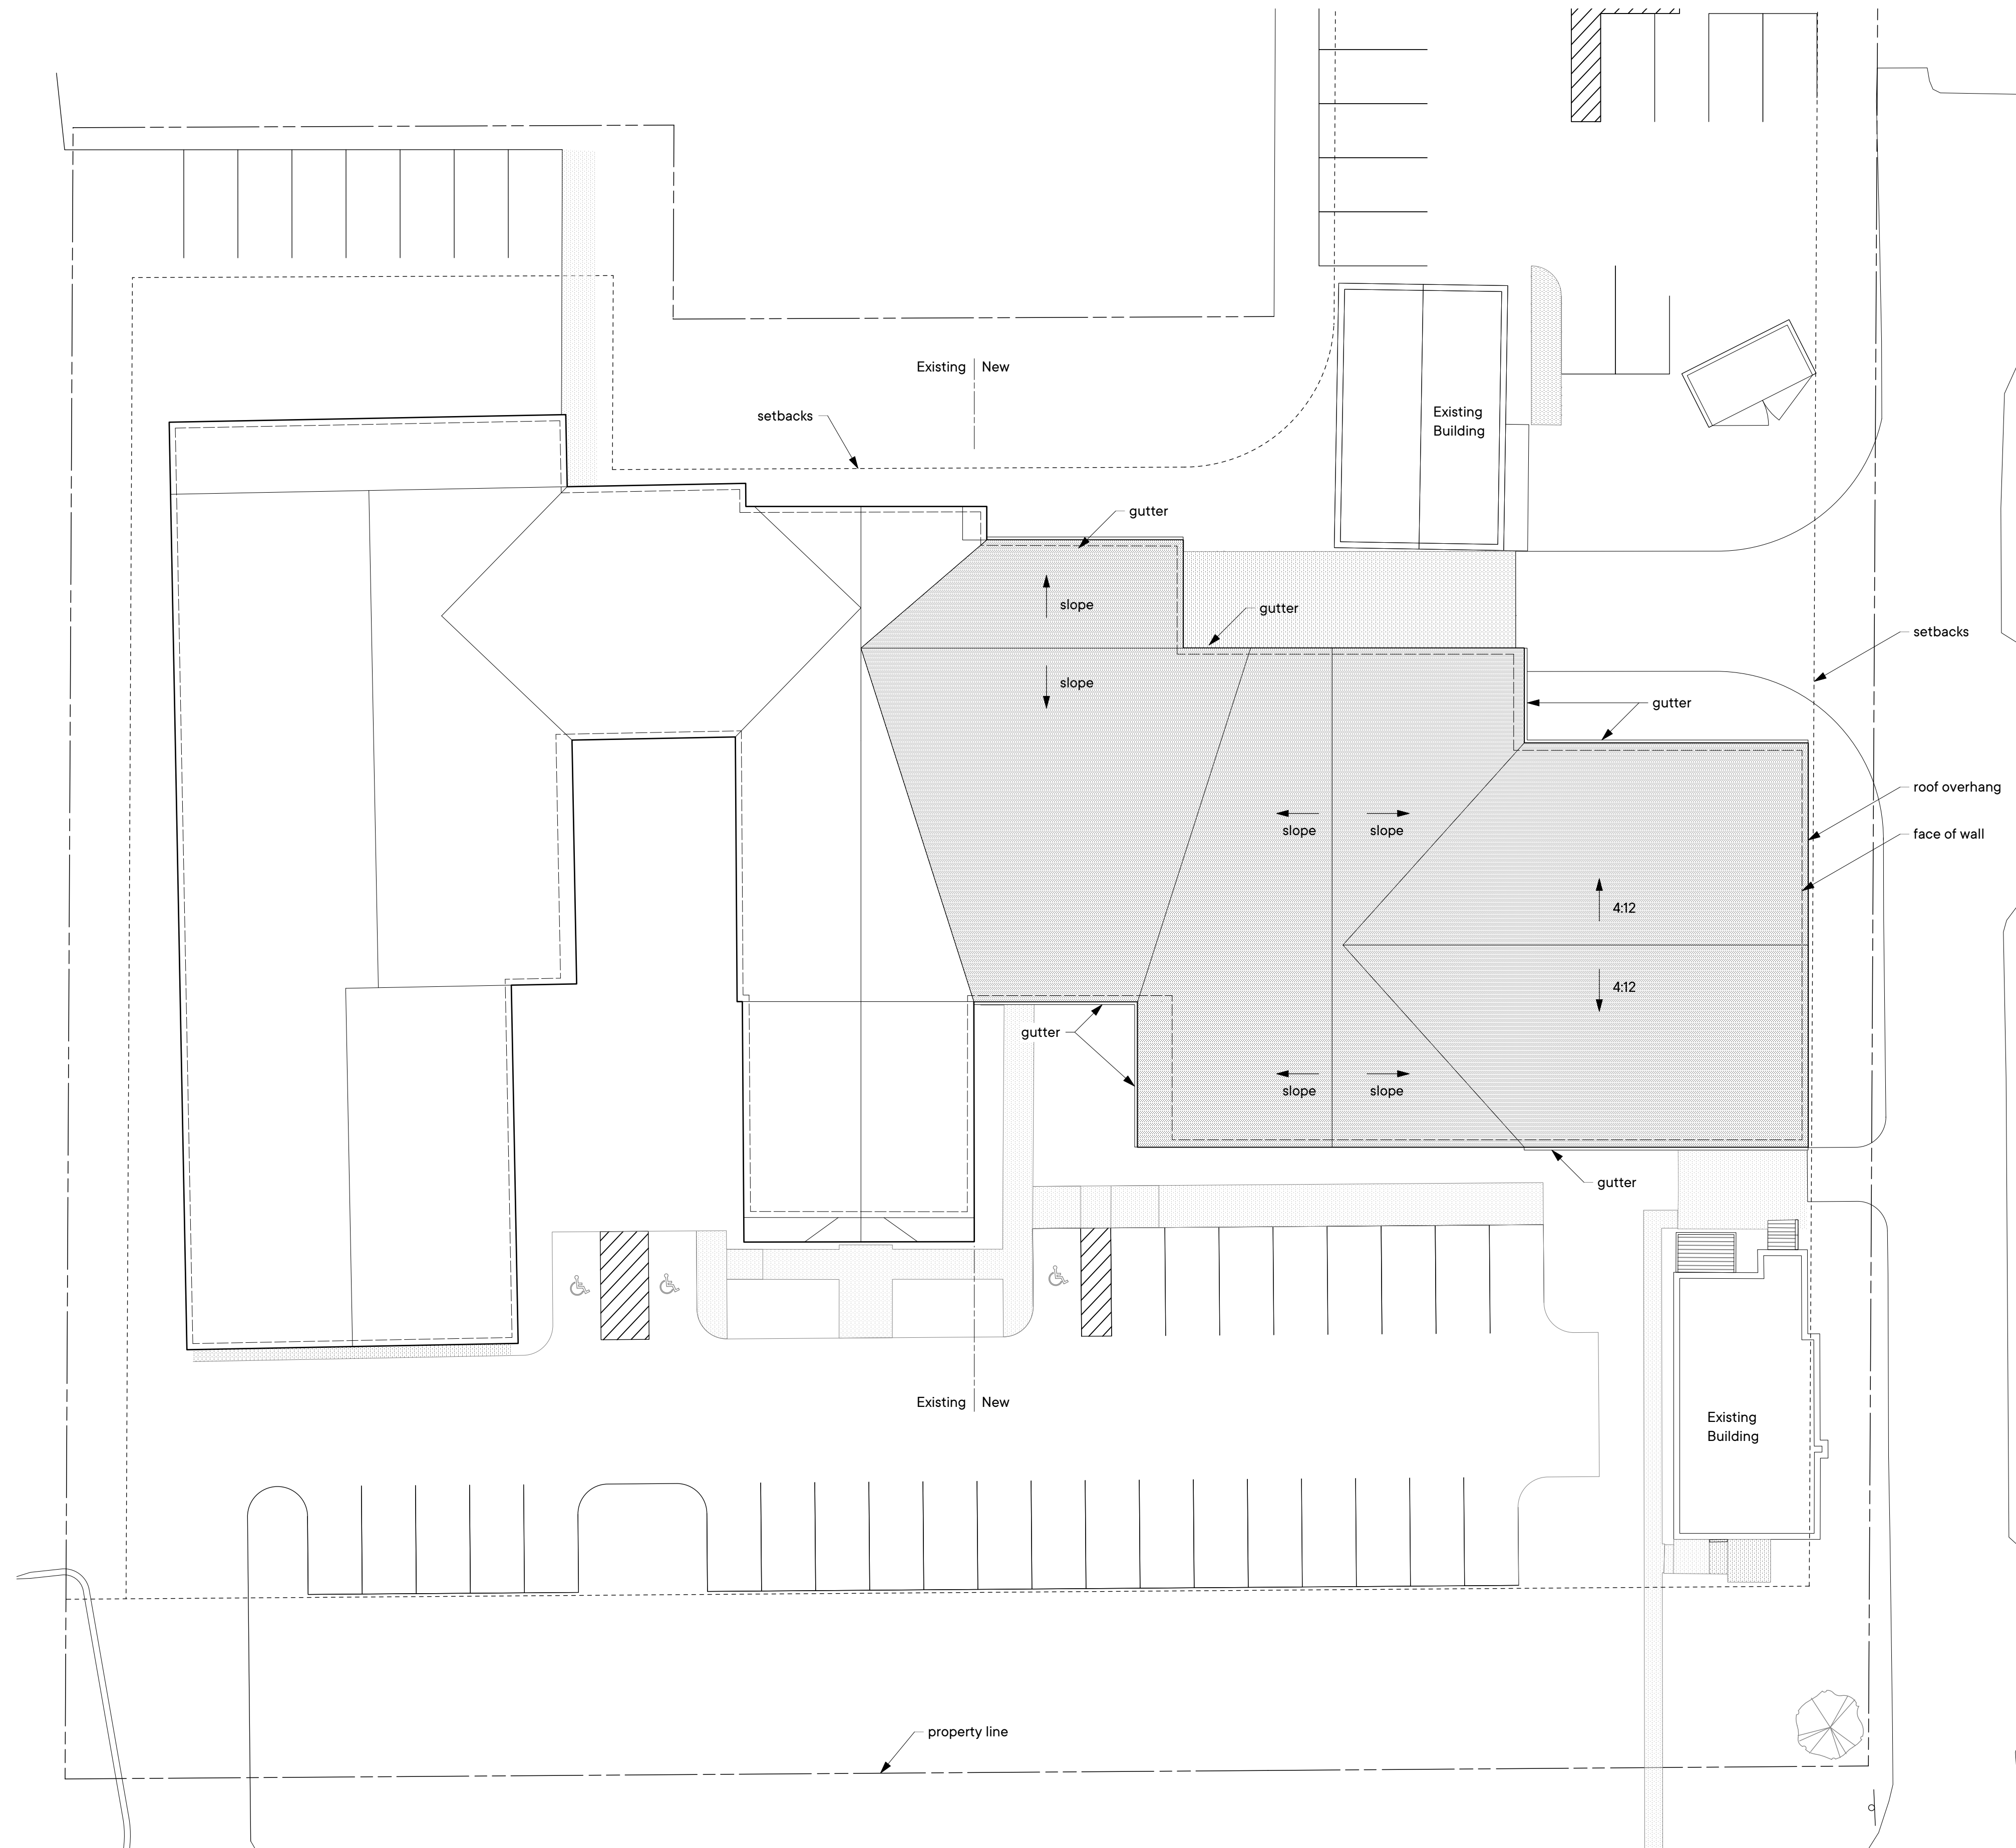 Existing
New
Existing
Building
setbacks
gutter
slope
gutter
setbacks
slope
gutter
roof overhang
slope
slope
face of wall
4:12
4:12
gutter
slope
slope
gutter
Existing
New
Existing
Building
property line